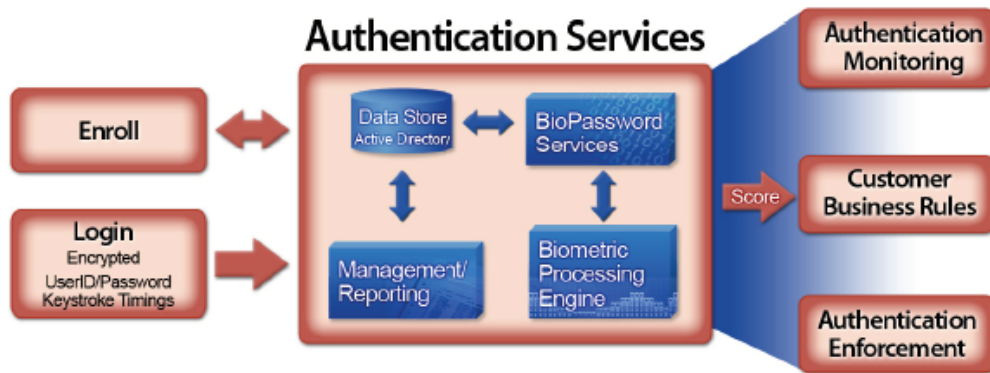 Authentication Services
Enroll
Login
Encrypted
UserID/Password
Keystroke Timings
Data Store
Active Directory
BioPassword
Services
Management/
Reporting
Biometric
Processing
Engine
Score
Authentication
Monitoring
Customer
Business Rules
Authentication
Enforcement